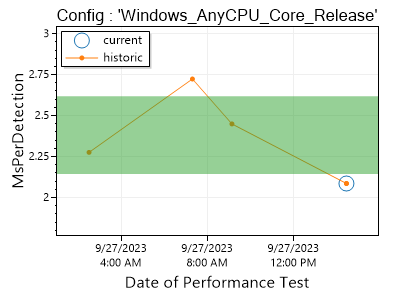 Config : 'Windows_AnyCPU_Core_Release'
current
historic
MsPerDetection
3
2.75
2.5
2.25
2
9/27/2023
4:00 AM
9/27/2023
8:00 AM
9/27/2023
12:00 PM
Date of Performance Test